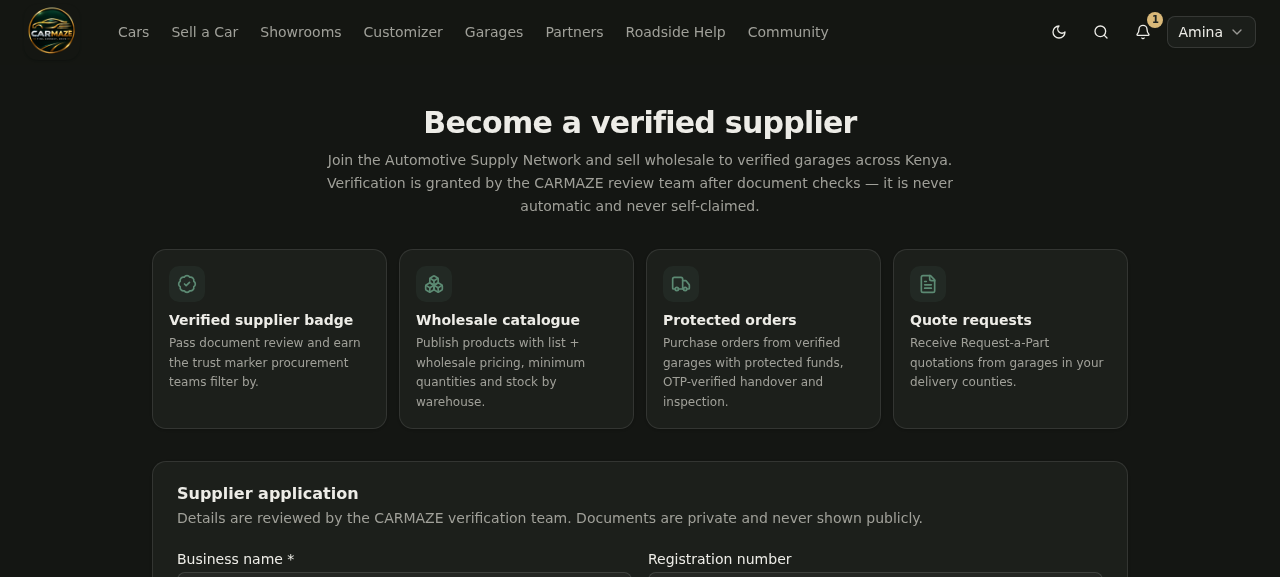 CARMAZE
Cars
Sell a Car
Showrooms
Customizer
Garages
Partners
Roadside Help
Community
1
Amina
Become a verified supplier
Join the Automotive Supply Network and sell wholesale to verified garages across Kenya.
Verification is granted by the CARMAZE review team after document checks — it is never
automatic and never self-claimed.
Verified supplier badge
Pass document review and earn
the trust marker procurement
teams filter by.
Wholesale catalogue
Publish products with list +
wholesale pricing, minimum
quantities and stock by
warehouse.
Protected orders
Purchase orders from verified
garages with protected funds,
OTP-verified handover and
inspection.
Quote requests
Receive Request-a-Part
quotations from garages in your
delivery counties.
Supplier application
Details are reviewed by the CARMAZE verification team. Documents are private and never shown publicly.
Business name *
Registration number